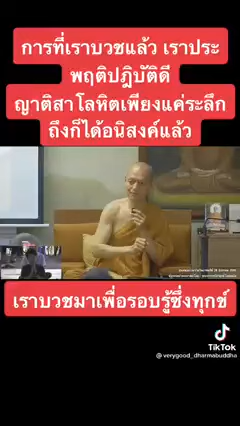 การที่เราบวชแล้ว เราประ
พฤติปฎิบัติดี
ญาติสาโลหิตเพียงแค่ระลึก
ถึงก็ได้อนิสงค์แล้ว
เราบวชมาเพื่อรอบรู้ซึ่งทุกข์
TikTok
@verygood_dharmabuddha